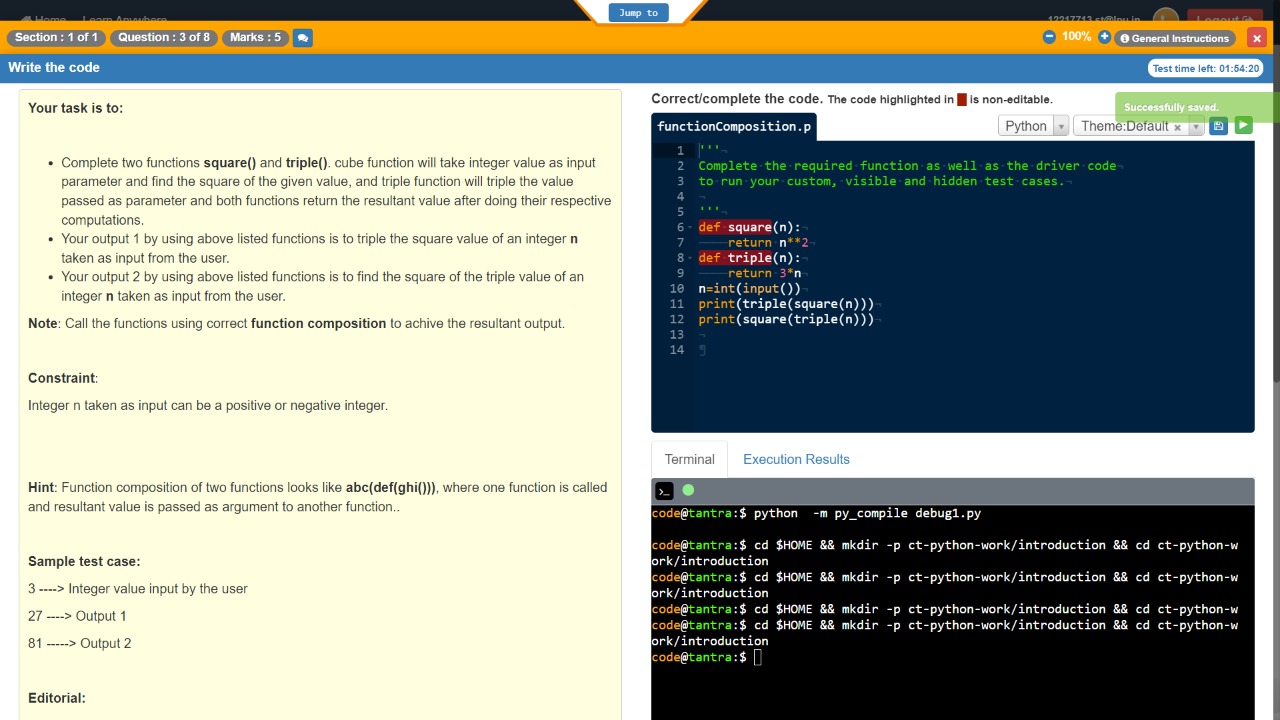 Home Learn Anywhere
Jump to
12217713.st@lpu.in
Logout
Section : 1 of 1 Question : 3 of 8 Marks : 5
100% General Instructions
Write the code
Test time left: 01:54:20
Your task is to:
Complete two functions square() and triple(). cube function will take integer value as input
parameter and find the square of the given value, and triple function will triple the value
passed as parameter and both functions return the resultant value after doing their respective
computations.
Your output 1 by using above listed functions is to triple the square value of an integer n
taken as input from the user.
Your output 2 by using above listed functions is to find the square of the triple value of an
integer n taken as input from the user.
Note: Call the functions using correct function composition to achive the resultant output.
Constraint:
Integer n taken as input can be a positive or negative integer.
Hint: Function composition of two functions looks like abc(def(ghi())), where one function is called
and resultant value is passed as argument to another function..
Sample test case:
3 ----> Integer value input by the user
27 ----> Output 1
81 -----> Output 2
Editorial:
Correct/complete the code. The code highlighted in is non-editable.
Successfully saved.
functionComposition.p
Python
Theme:Default
1 '''
2 Complete the required function as well as the driver code
3 to run your custom, visible and hidden test cases.
4
5 '''
6 def square(n):
7 return n**2
8 def triple(n):
9 return 3*n
10 n=int(input())
11 print(triple(square(n)))
12 print(square(triple(n)))
13
14
Terminal Execution Results
code@tantra:$ python -m py_compile debug1.py
code@tantra:$ cd $HOME && mkdir -p ct-python-work/introduction && cd ct-python-w
ork/introduction
code@tantra:$ cd $HOME && mkdir -p ct-python-work/introduction && cd ct-python-w
ork/introduction
code@tantra:$ cd $HOME && mkdir -p ct-python-work/introduction && cd ct-python-w
code@tantra:$ cd $HOME && mkdir -p ct-python-work/introduction && cd ct-python-w
ork/introduction
code@tantra:$